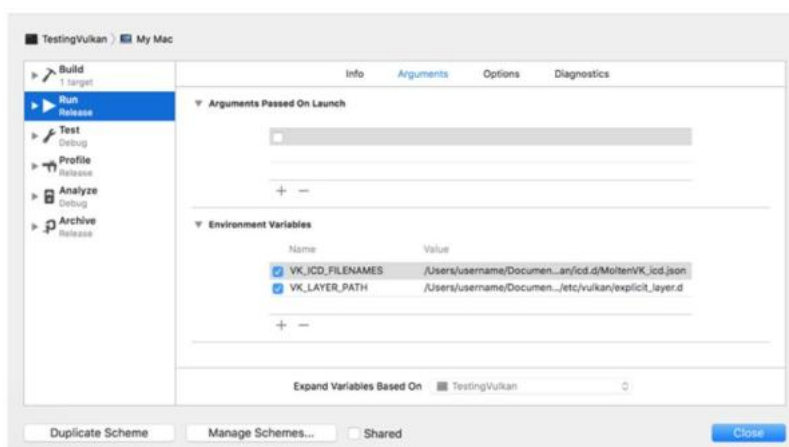 TestingVulkan 〉 My Mac
Build
1 target
Run
Release
Test
Debug
Profile
Release
Analyze
Debug
Archive
Release
Info Arguments Options Diagnostics
Arguments Passed On Launch
+ −
Environment Variables
Name Value
VK_ICD_FILENAMES /Users/username/Documen...an/icd.d/MoltenVK_icd.json
VK_LAYER_PATH /Users/username/Documen.../etc/vulkan/explicit_layer.d
+ −
Expand Variables Based On TestingVulkan
Duplicate Scheme Manage Schemes... Shared Close